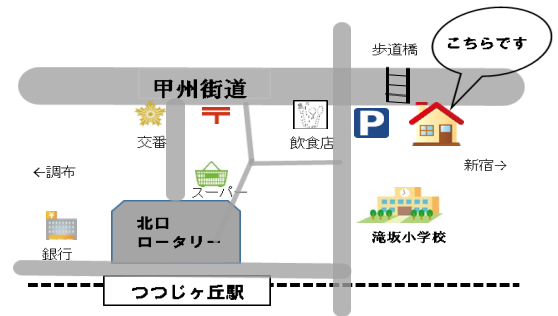 こちらです
歩道橋
甲州街道
〒
P
交番
飲食店
新宿→
←調布
スーパー
北口
ロータリー
滝坂小学校
銀行
つつじヶ丘駅